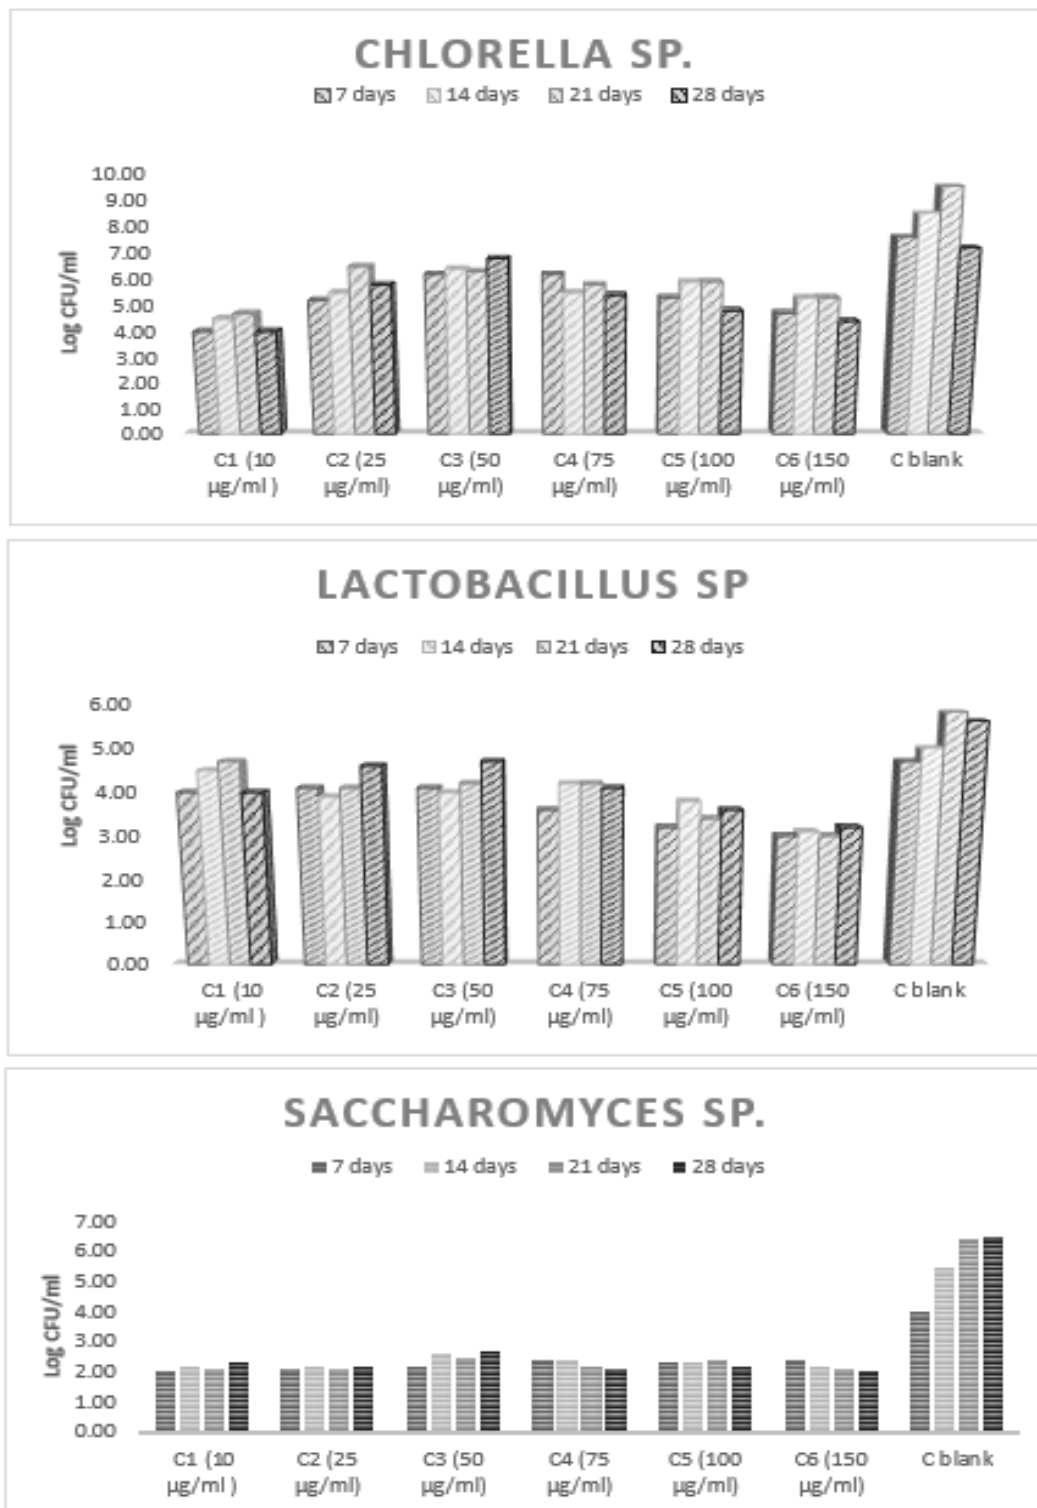 CHLORELLA SP.
7 days 14 days 21 days 28 days
Log CFU/ml
10.00
9.00
8.00
7.00
6.00
5.00
4.00
3.00
2.00
1.00
0.00
C1 (10 C2 (25 C3 (50 C4 (75 C5 (100 C6 (150 C blank
µg/ml ) µg/ml) µg/ml) µg/ml) µg/ml) µg/ml)
LACTOBACILLUS SP
7 days 14 days 21 days 28 days
Log CFU/ml
6.00
5.00
4.00
3.00
2.00
1.00
0.00
C1 (10 C2 (25 C3 (50 C4 (75 C5 (100 C6 (150 C blank
µg/ml ) µg/ml) µg/ml) µg/ml) µg/ml) µg/ml)
SACCHAROMYCES SP.
7 days 14 days 21 days 28 days
Log CFU/ml
7.00
6.00
5.00
4.00
3.00
2.00
1.00
0.00
C1 (10 C2 (25 C3 (50 C4 (75 C5 (100 C6 (150 C blank
µg/ml ) µg/ml) µg/ml) µg/ml) µg/ml) µg/ml)